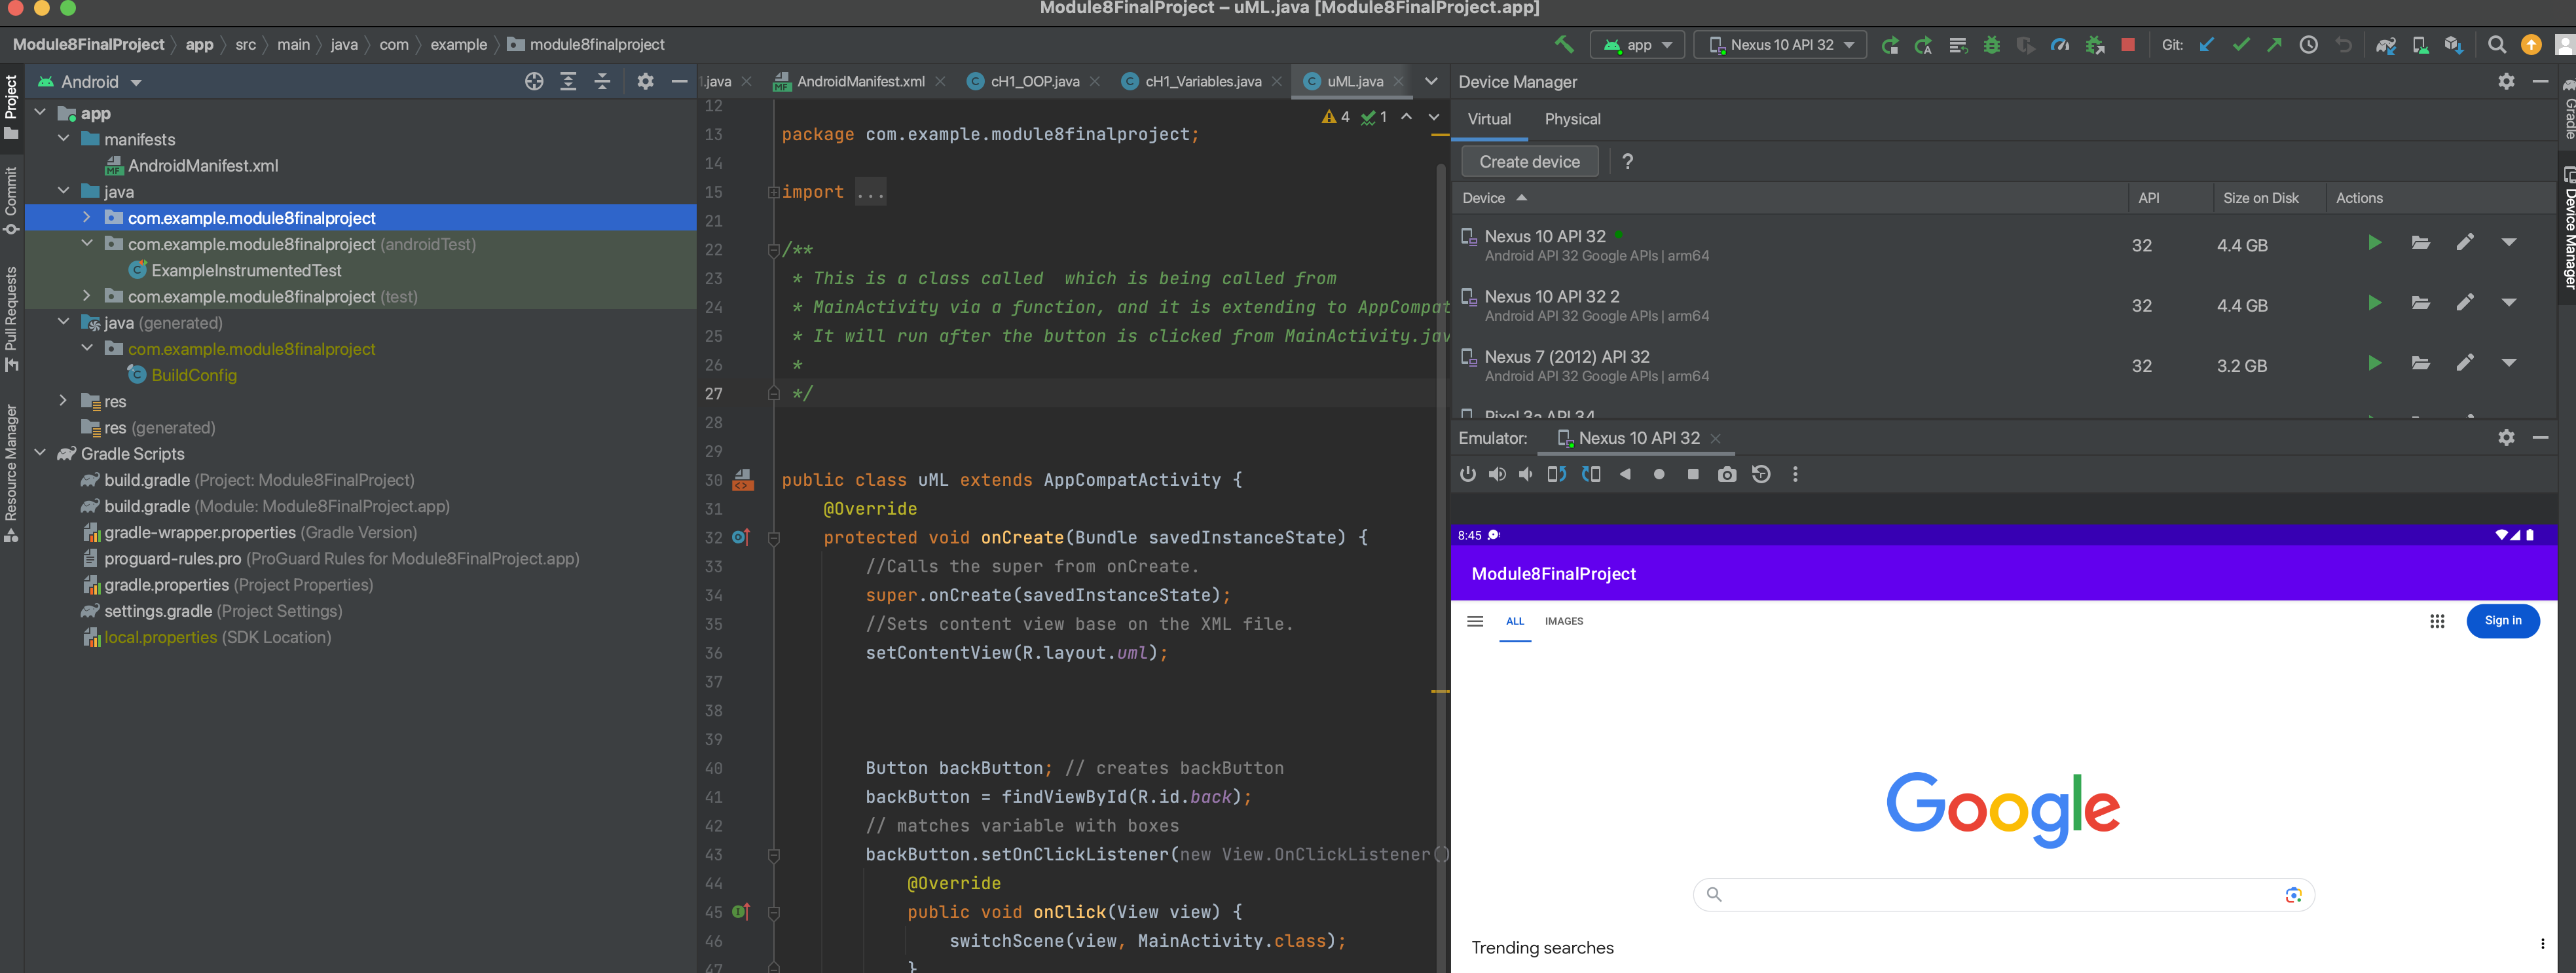 Module8FinalProject – uML.java [Module8FinalProject.app]
Module8FinalProject app src main java com example module8finalproject
app Nexus 10 API 32 Git:
Project
Commit
Pull Requests
Resource Manager
Android
app
manifests
AndroidManifest.xml
java
com.example.module8finalproject
com.example.module8finalproject (androidTest)
ExampleInstrumentedTest
com.example.module8finalproject (test)
java (generated)
com.example.module8finalproject
BuildConfig
res
res (generated)
Gradle Scripts
build.gradle (Project: Module8FinalProject)
build.gradle (Module: Module8FinalProject.app)
gradle-wrapper.properties (Gradle Version)
proguard-rules.pro (ProGuard Rules for Module8FinalProject.app)
gradle.properties (Project Properties)
settings.gradle (Project Settings)
local.properties (SDK Location)
.java AndroidManifest.xml cH1_OOP.java cH1_Variables.java uML.java
4 1
12
13 package com.example.module8finalproject;
14
15 import ...
21
22 /**
23 * This is a class called  which is being called from
24 * MainActivity via a function, and it is extending to AppCompat
25 * It will run after the button is clicked from MainActivity.jav
26 *
27 */
28
29
30 public class uML extends AppCompatActivity {
31 @Override
32 protected void onCreate(Bundle savedInstanceState) {
33 //Calls the super from onCreate.
34 super.onCreate(savedInstanceState);
35 //Sets content view base on the XML file.
36 setContentView(R.layout.uml);
37
38
39
40 Button backButton; // creates backButton
41 backButton = findViewById(R.id.back);
42 // matches variable with boxes
43 backButton.setOnClickListener(new View.OnClickListener()
44 @Override
45 public void onClick(View view) {
46 switchScene(view, MainActivity.class);
47 }
Device Manager
Virtual Physical
Create device ?
Device API Size on Disk Actions
Nexus 10 API 32 32 4.4 GB
Android API 32 Google APIs | arm64
Nexus 10 API 32 2 32 4.4 GB
Android API 32 Google APIs | arm64
Nexus 7 (2012) API 32 32 3.2 GB
Android API 32 Google APIs | arm64
Pixel 3a API 34
Emulator: Nexus 10 API 32
8:45
Module8FinalProject
ALL IMAGES Sign in
Google
Trending searches
Gradle
Device Manager